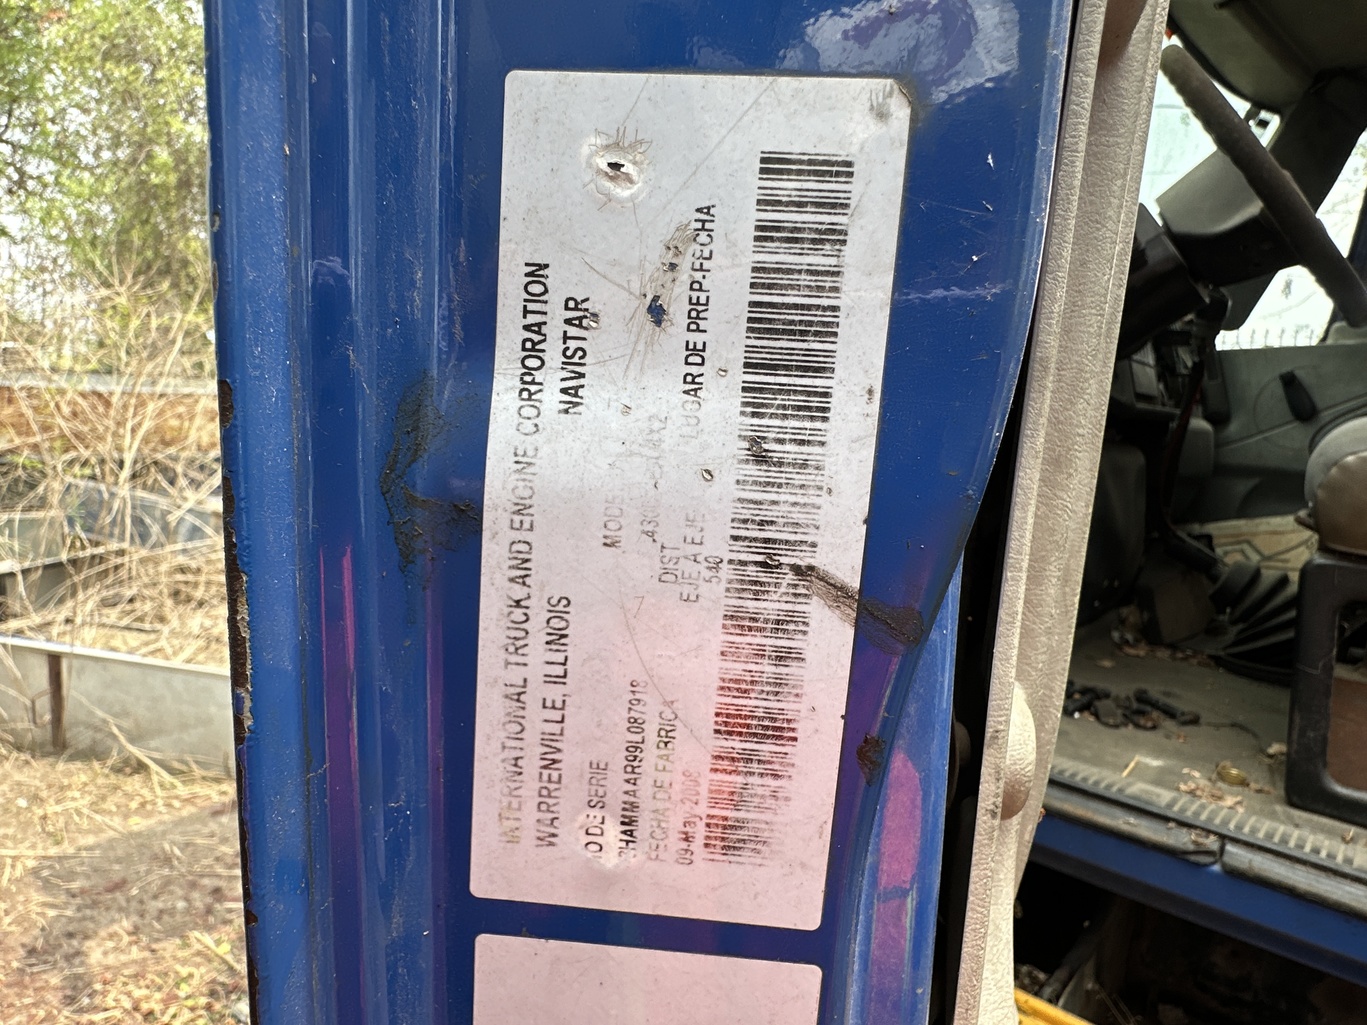 INTERNATIONAL TRUCK AND ENGINE CORPORATION
WARRENVILLE, ILLINOIS NAVISTAR
O DE SERIE
HAMMAAR99L087918
FECHA DE FABRICA DIST
EJE A EJE LUGAR DE PREP-FECHA
09-May-2008 540